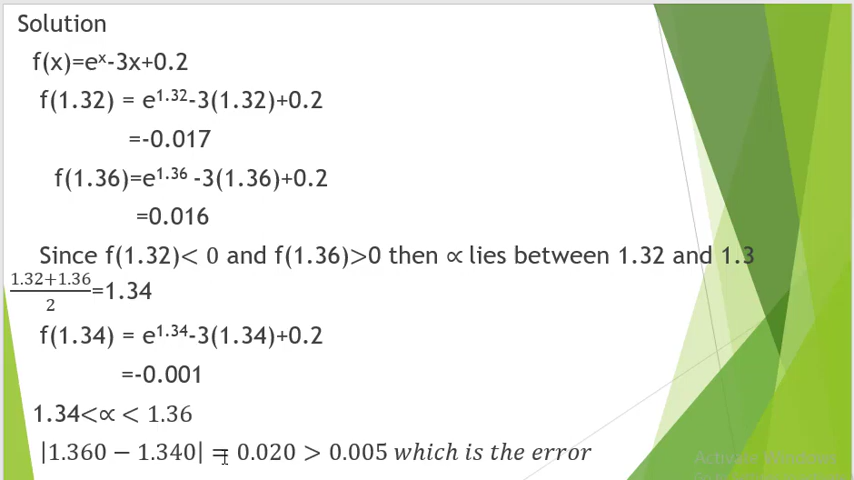 Solution
f(x)=eˣ-3x+0.2
f(1.32) = e¹·³²-3(1.32)+0.2
=-0.017
f(1.36)=e¹·³⁶ -3(1.36)+0.2
=0.016
Since f(1.32)< 0 and f(1.36)>0 then ∝ lies between 1.32 and 1.3
(1.32+1.36)/2=1.34
f(1.34) = e¹·³⁴-3(1.34)+0.2
=-0.001
1.34<∝ < 1.36
|1.360 − 1.340| = 0.020 > 0.005 which is the error
Activate Windows